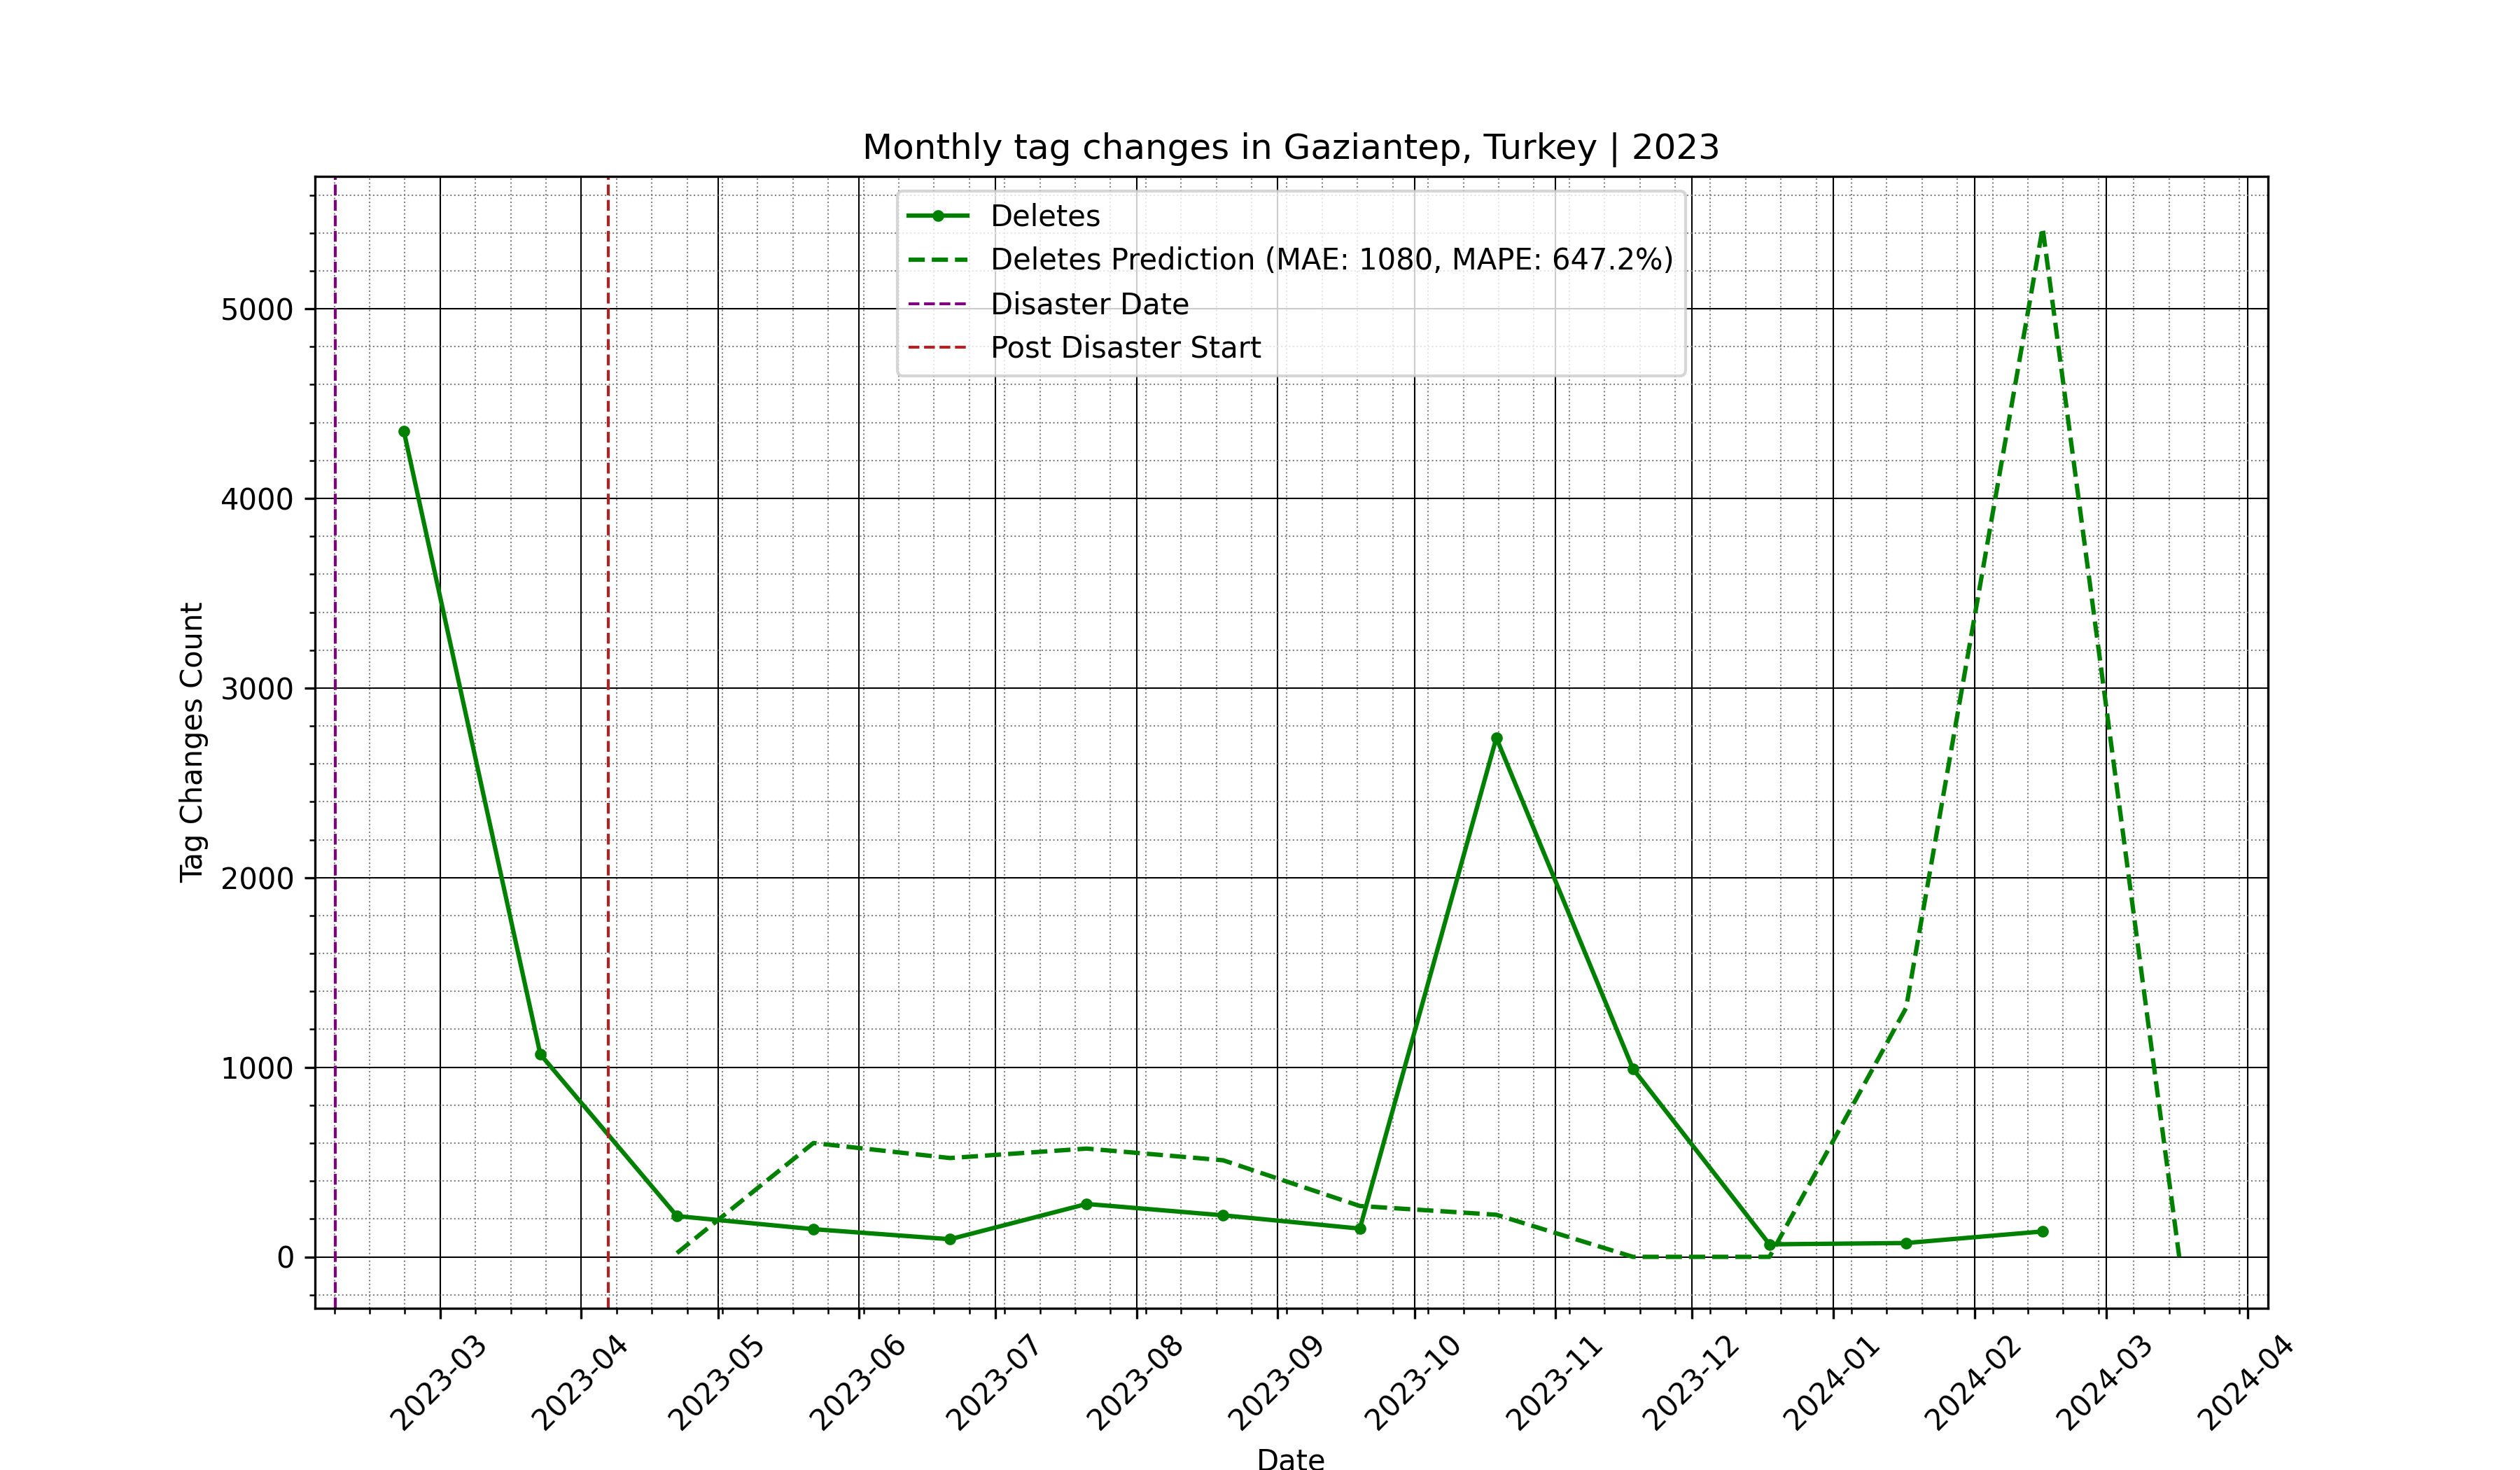 Monthly tag changes in Gaziantep, Turkey | 2023
Deletes
Deletes Prediction (MAE: 1080, MAPE: 647.2%)
Disaster Date
Post Disaster Start
Tag Changes Count
5000
4000
3000
2000
1000
0
2023-03
2023-04
2023-05
2023-06
2023-07
2023-08
2023-09
2023-10
2023-11
2023-12
2024-01
2024-02
2024-03
2024-04
Date